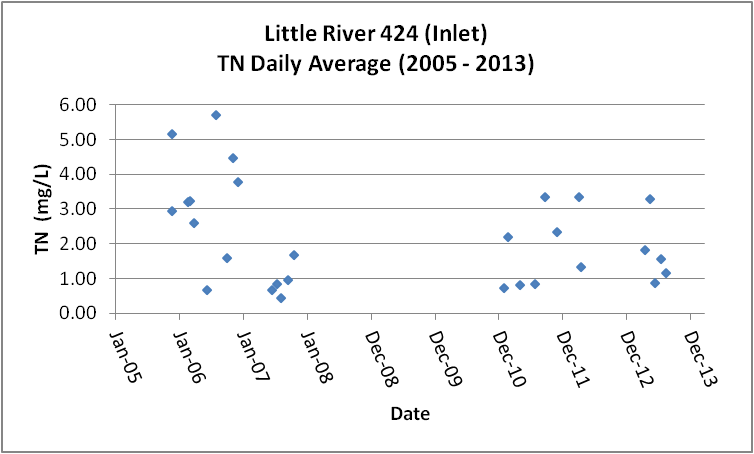 Little River 424 (Inlet)
TN Daily Average (2005 - 2013)
6.00
5.00
4.00
3.00
2.00
1.00
0.00
TN (mg/L)
Jan-05
Jan-06
Jan-07
Jan-08
Dec-08
Dec-09
Dec-10
Dec-11
Dec-12
Dec-13
Date